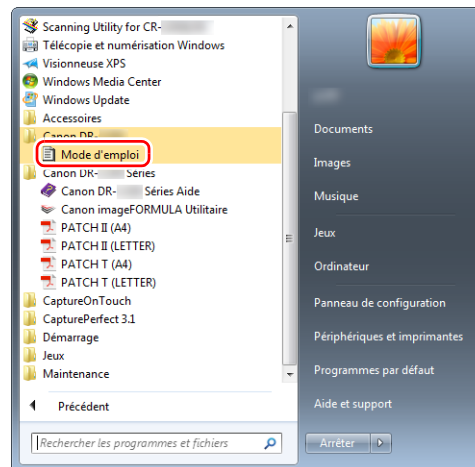 Scanning Utility for CR-
Télécopie et numérisation Windows
Visionneuse XPS
Windows Media Center
Windows Update
Accessoires
Canon DR-
Mode d'emploi
Canon DR- Séries
Canon DR- Séries Aide
Canon imageFORMULA Utilitaire
PATCH II (A4)
PATCH II (LETTER)
PATCH T (A4)
PATCH T (LETTER)
CaptureOnTouch
CapturePerfect 3.1
Démarrage
Jeux
Maintenance
Précédent
Rechercher les programmes et fichiers
Documents
Images
Musique
Jeux
Ordinateur
Panneau de configuration
Périphériques et imprimantes
Programmes par défaut
Aide et support
Arrêter